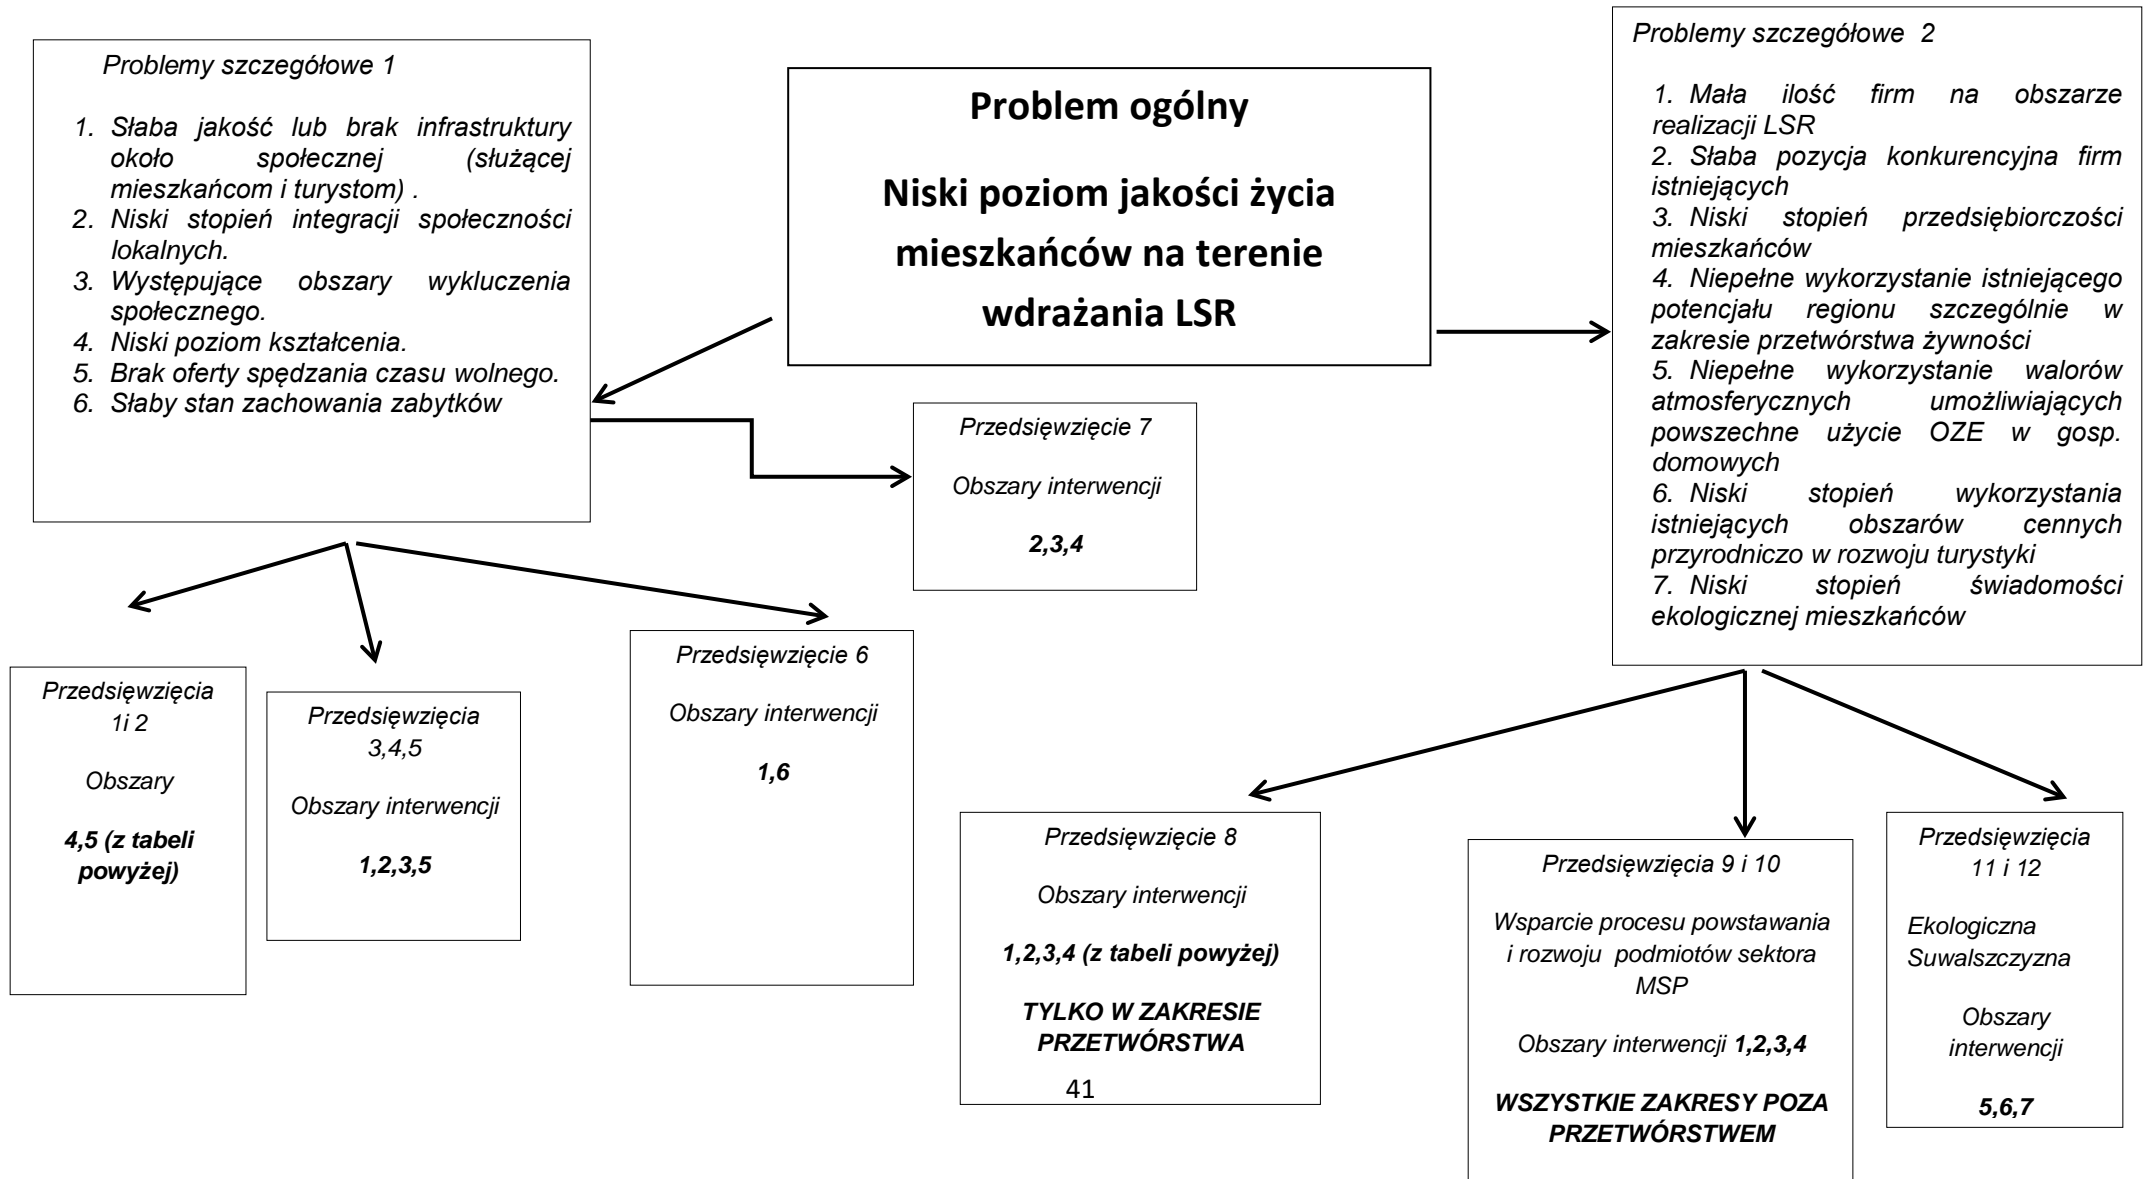 Problemy szczegółowe 1
1. Słaba jakość lub brak infrastruktury
około społecznej (służącej
mieszkańcom i turystom) .
2. Niski stopień integracji społeczności
lokalnych.
3. Występujące obszary wykluczenia
społecznego.
4. Niski poziom kształcenia.
5. Brak oferty spędzania czasu wolnego.
6. Słaby stan zachowania zabytków
Problem ogólny
Niski poziom jakości życia
mieszkańców na terenie
wdrażania LSR
Problemy szczegółowe 2
1. Mała ilość firm na obszarze
realizacji LSR
2. Słaba pozycja konkurencyjna firm
istniejących
3. Niski stopień przedsiębiorczości
mieszkańców
4. Niepełne wykorzystanie istniejącego
potencjału regionu szczególnie w
zakresie przetwórstwa żywności
5. Niepełne wykorzystanie walorów
atmosferycznych umożliwiających
powszechne użycie OZE w gosp.
domowych
6. Niski stopień wykorzystania
istniejących obszarów cennych
przyrodniczo w rozwoju turystyki
7. Niski stopień świadomości
ekologicznej mieszkańców
Przedsięwzięcie 7
Obszary interwencji
2,3,4
Przedsięwzięcia
1i 2
Obszary
4,5 (z tabeli
powyżej)
Przedsięwzięcia
3,4,5
Obszary interwencji
1,2,3,5
Przedsięwzięcie 6
Obszary interwencji
1,6
Przedsięwzięcie 8
Obszary interwencji
1,2,3,4 (z tabeli powyżej)
TYLKO W ZAKRESIE
PRZETWÓRSTWA
41
Przedsięwzięcia 9 i 10
Wsparcie procesu powstawania
i rozwoju podmiotów sektora
MSP
Obszary interwencji 1,2,3,4
WSZYSTKIE ZAKRESY POZA
PRZETWÓRSTWEM
Przedsięwzięcia
11 i 12
Ekologiczna
Suwalszczyzna
Obszary
interwencji
5,6,7